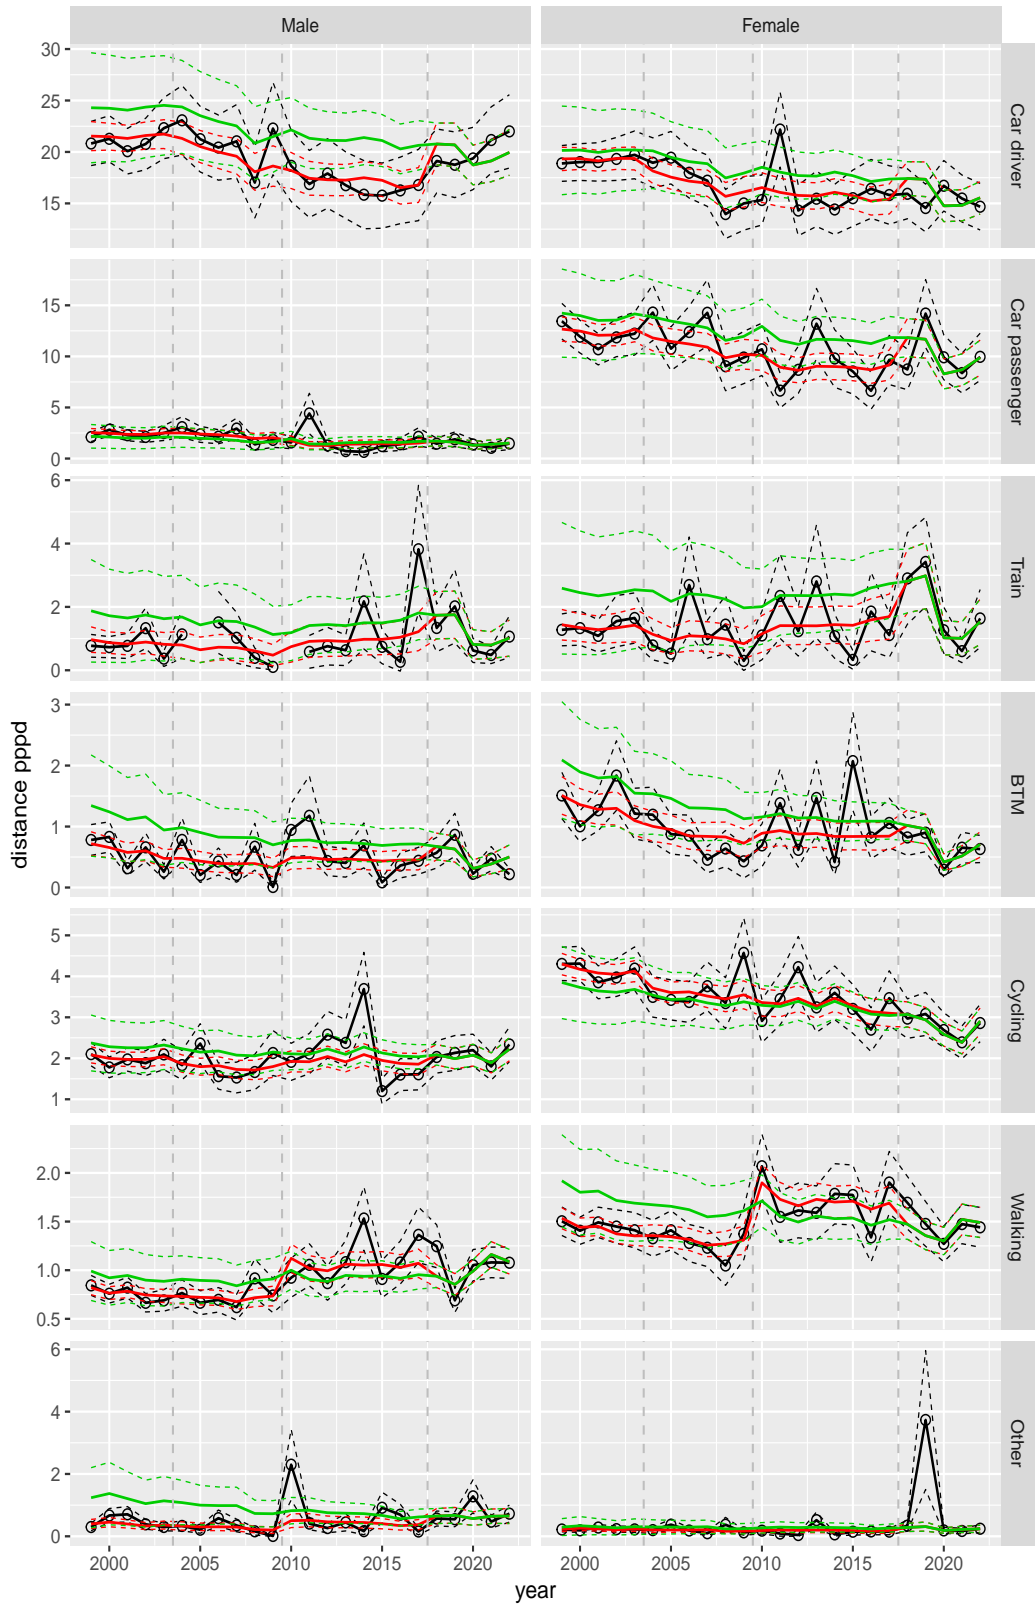 Male Female
30
25
20
15
Car driver
15
10
5
0
Car passenger
6
4
2
0
Train
3
2
1
0
BTM
distance pppd
5
4
3
2
1
Cycling
2.0
1.5
1.0
0.5
Walking
6
4
2
0
Other
2000 2005 2010 2015 2020 2000 2005 2010 2015 2020
year